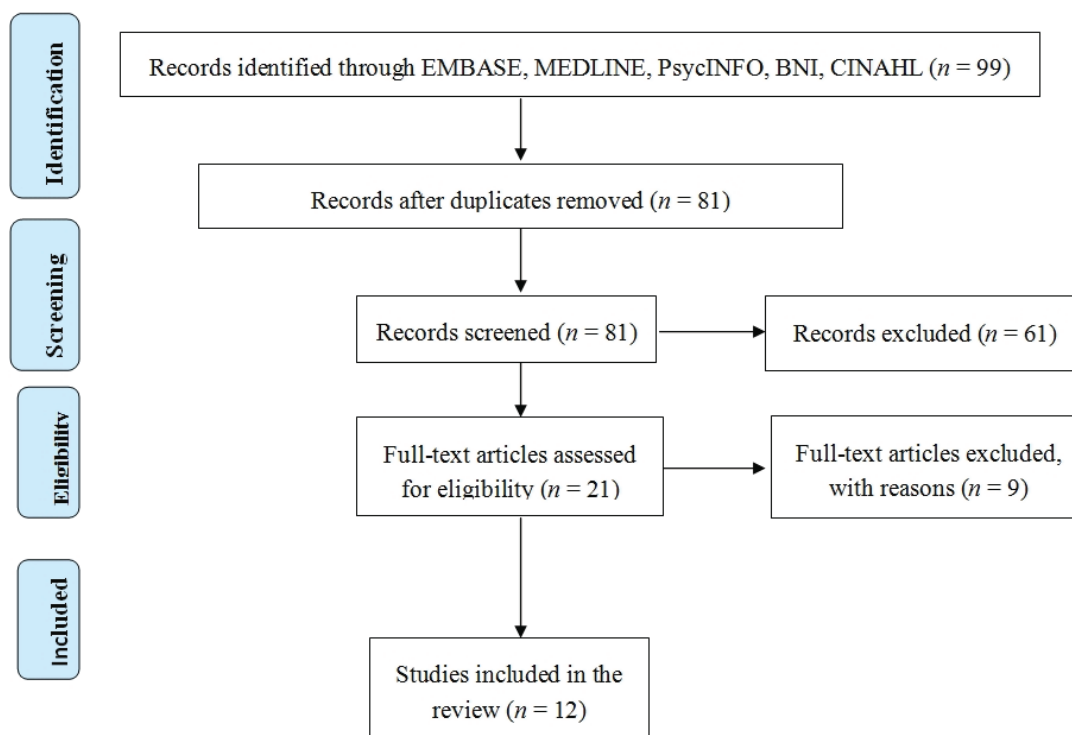 Identification
Records identified through EMBASE, MEDLINE, PsycINFO, BNI, CINAHL (n = 99)
Records after duplicates removed (n = 81)
Screening
Records screened (n = 81)
Records excluded (n = 61)
Eligibility
Full-text articles assessed
for eligibility (n = 21)
Full-text articles excluded,
with reasons (n = 9)
Included
Studies included in the
review (n = 12)